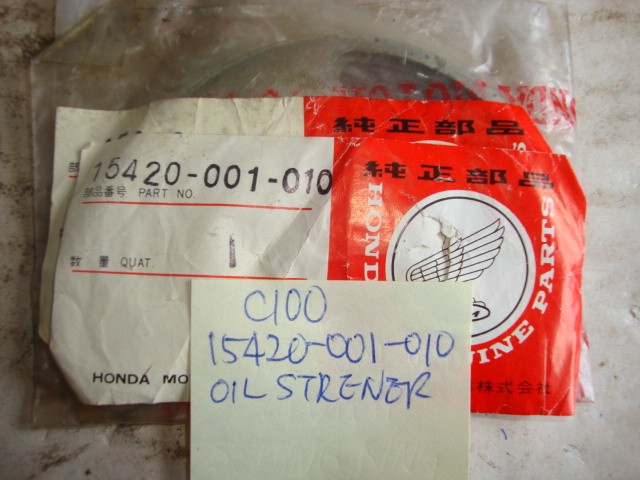 純正部品
純正部品
15420-001-010
部品番号 PART NO.
数量 QUAT. 1
HONDA MO
HOND
GENUINE PARTS
株式会社
C100
15420-001-010
OIL STRENER